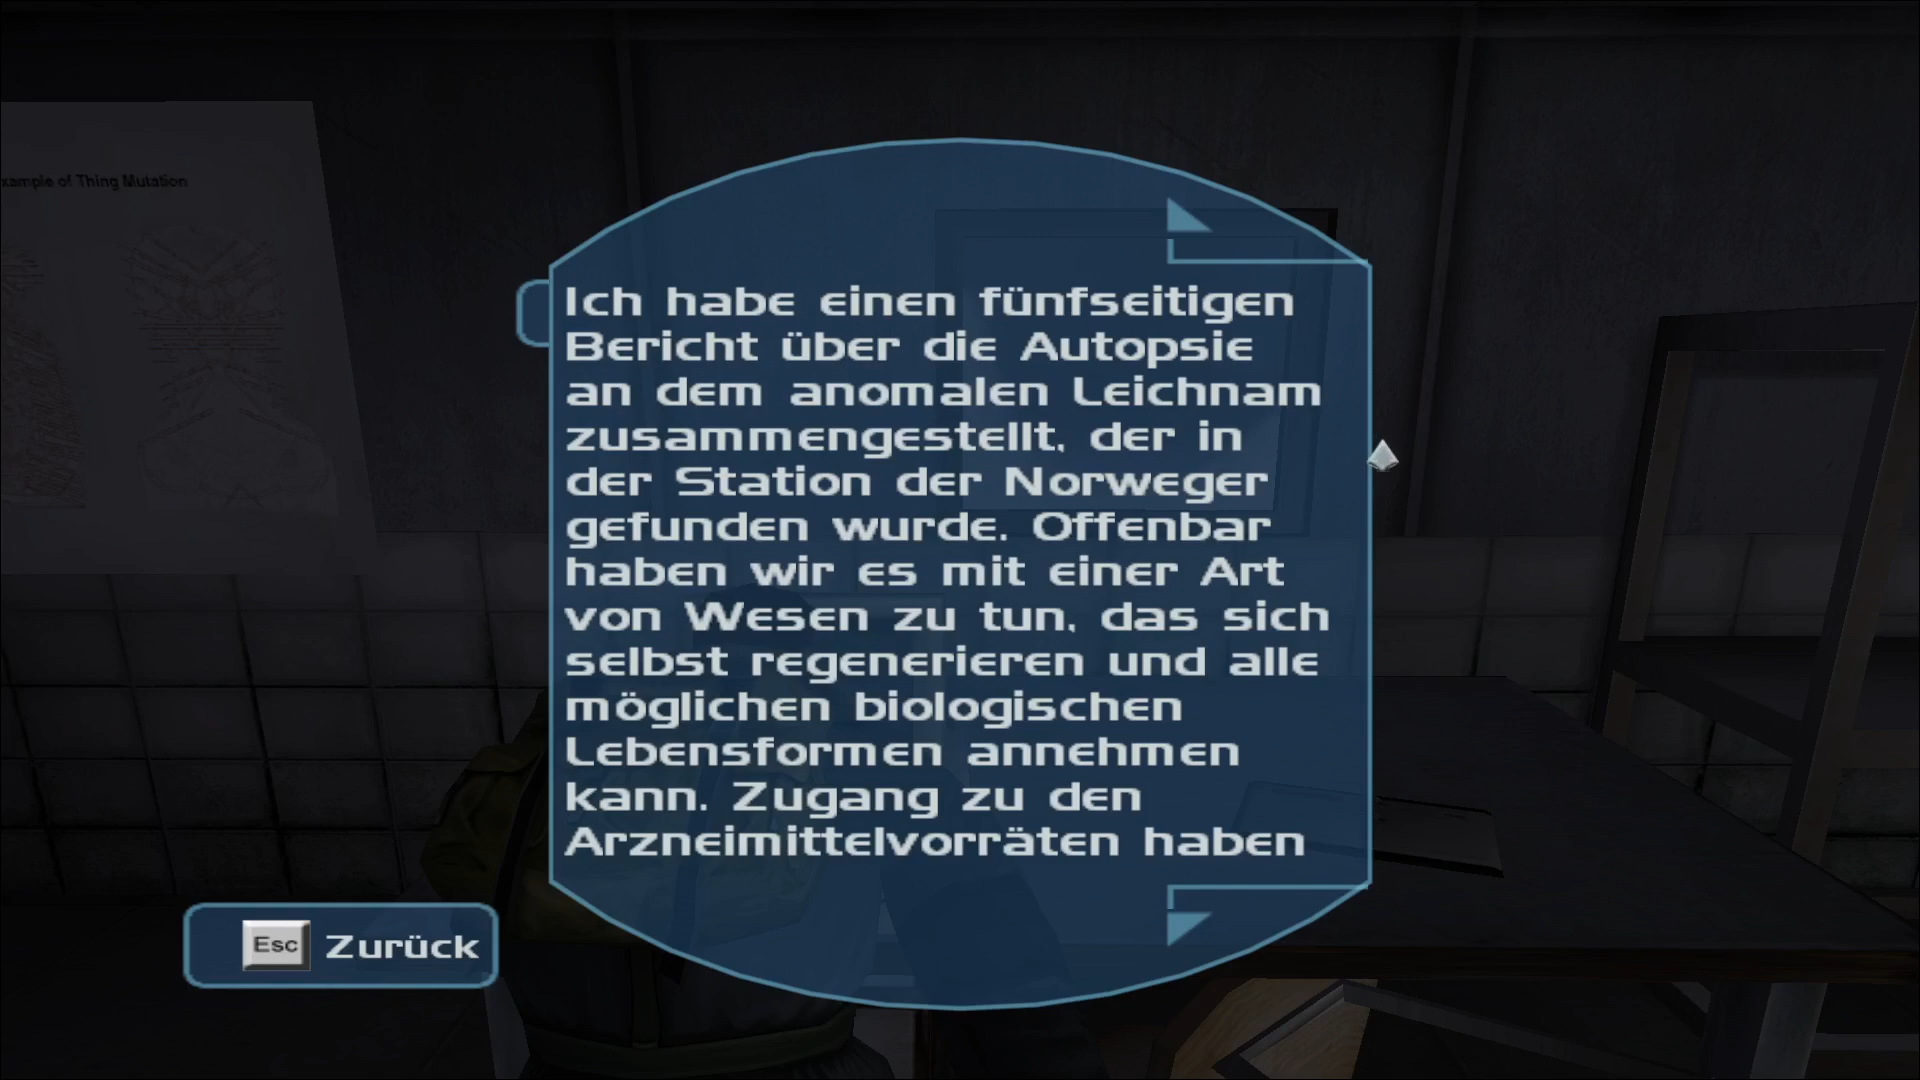 xample of Thing Mutation
Ich habe einen fünfseitigen
Bericht über die Autopsie
an dem anomalen Leichnam
zusammengestellt, der in
der Station der Norweger
gefunden wurde. Offenbar
haben wir es mit einer Art
von Wesen zu tun, das sich
selbst regenerieren und alle
möglichen biologischen
Lebensformen annehmen
kann. Zugang zu den
Arzneimittelvorräten haben
Esc Zurück